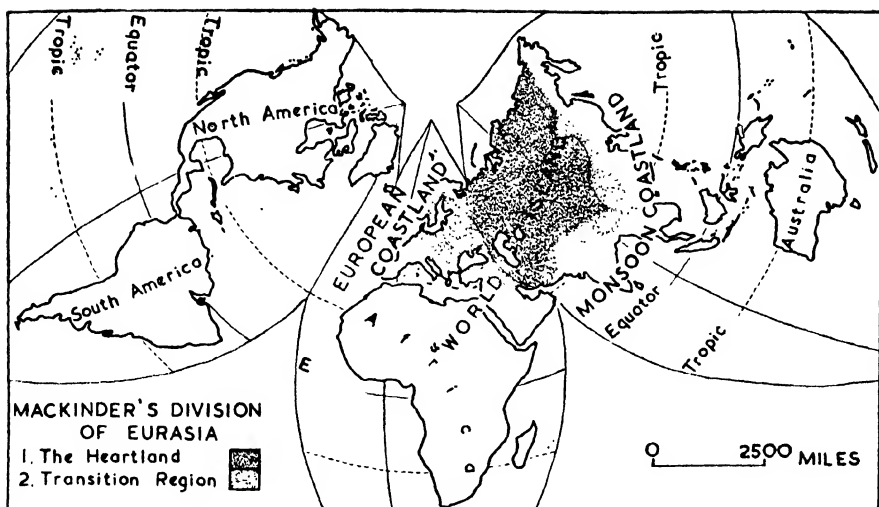 Tropic
Equator
Tropic
North America
South America
EUROPEAN
COASTLAND
"WORLD
Africa
E
MONSOON COASTLAND
Tropic
Equator
Tropic
Australia
MACKINDER'S DIVISION
OF EURASIA
1. The Heartland
2. Transition Region
0 2500 MILES